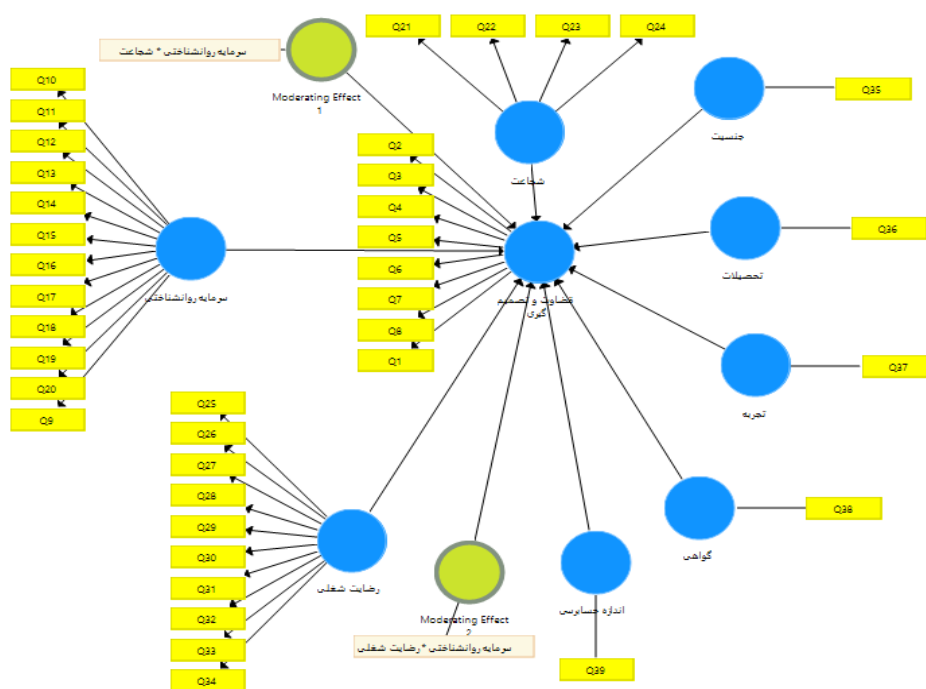 Q21
Q22
Q23
Q24
سرمایه روانشناختی * شجاعت
Moderating Effect
1
Q10
Q11
Q12
Q13
Q14
Q15
Q16
Q17
Q18
Q19
Q20
Q9
سرمایه روانشناختی
Q2
Q3
Q4
Q5
Q6
Q7
Q8
Q1
شجاعت
قضاوت و تصمیم
گیری
جنسیت
Q35
تحصیلات
Q36
تجربه
Q37
گواهی
Q38
اندازه حسابرسی
Q39
Q25
Q26
Q27
Q28
Q29
Q30
Q31
Q32
Q33
Q34
رضایت شغلی
Moderating Effect
2
سرمایه روانشناختی * رضایت شغلی